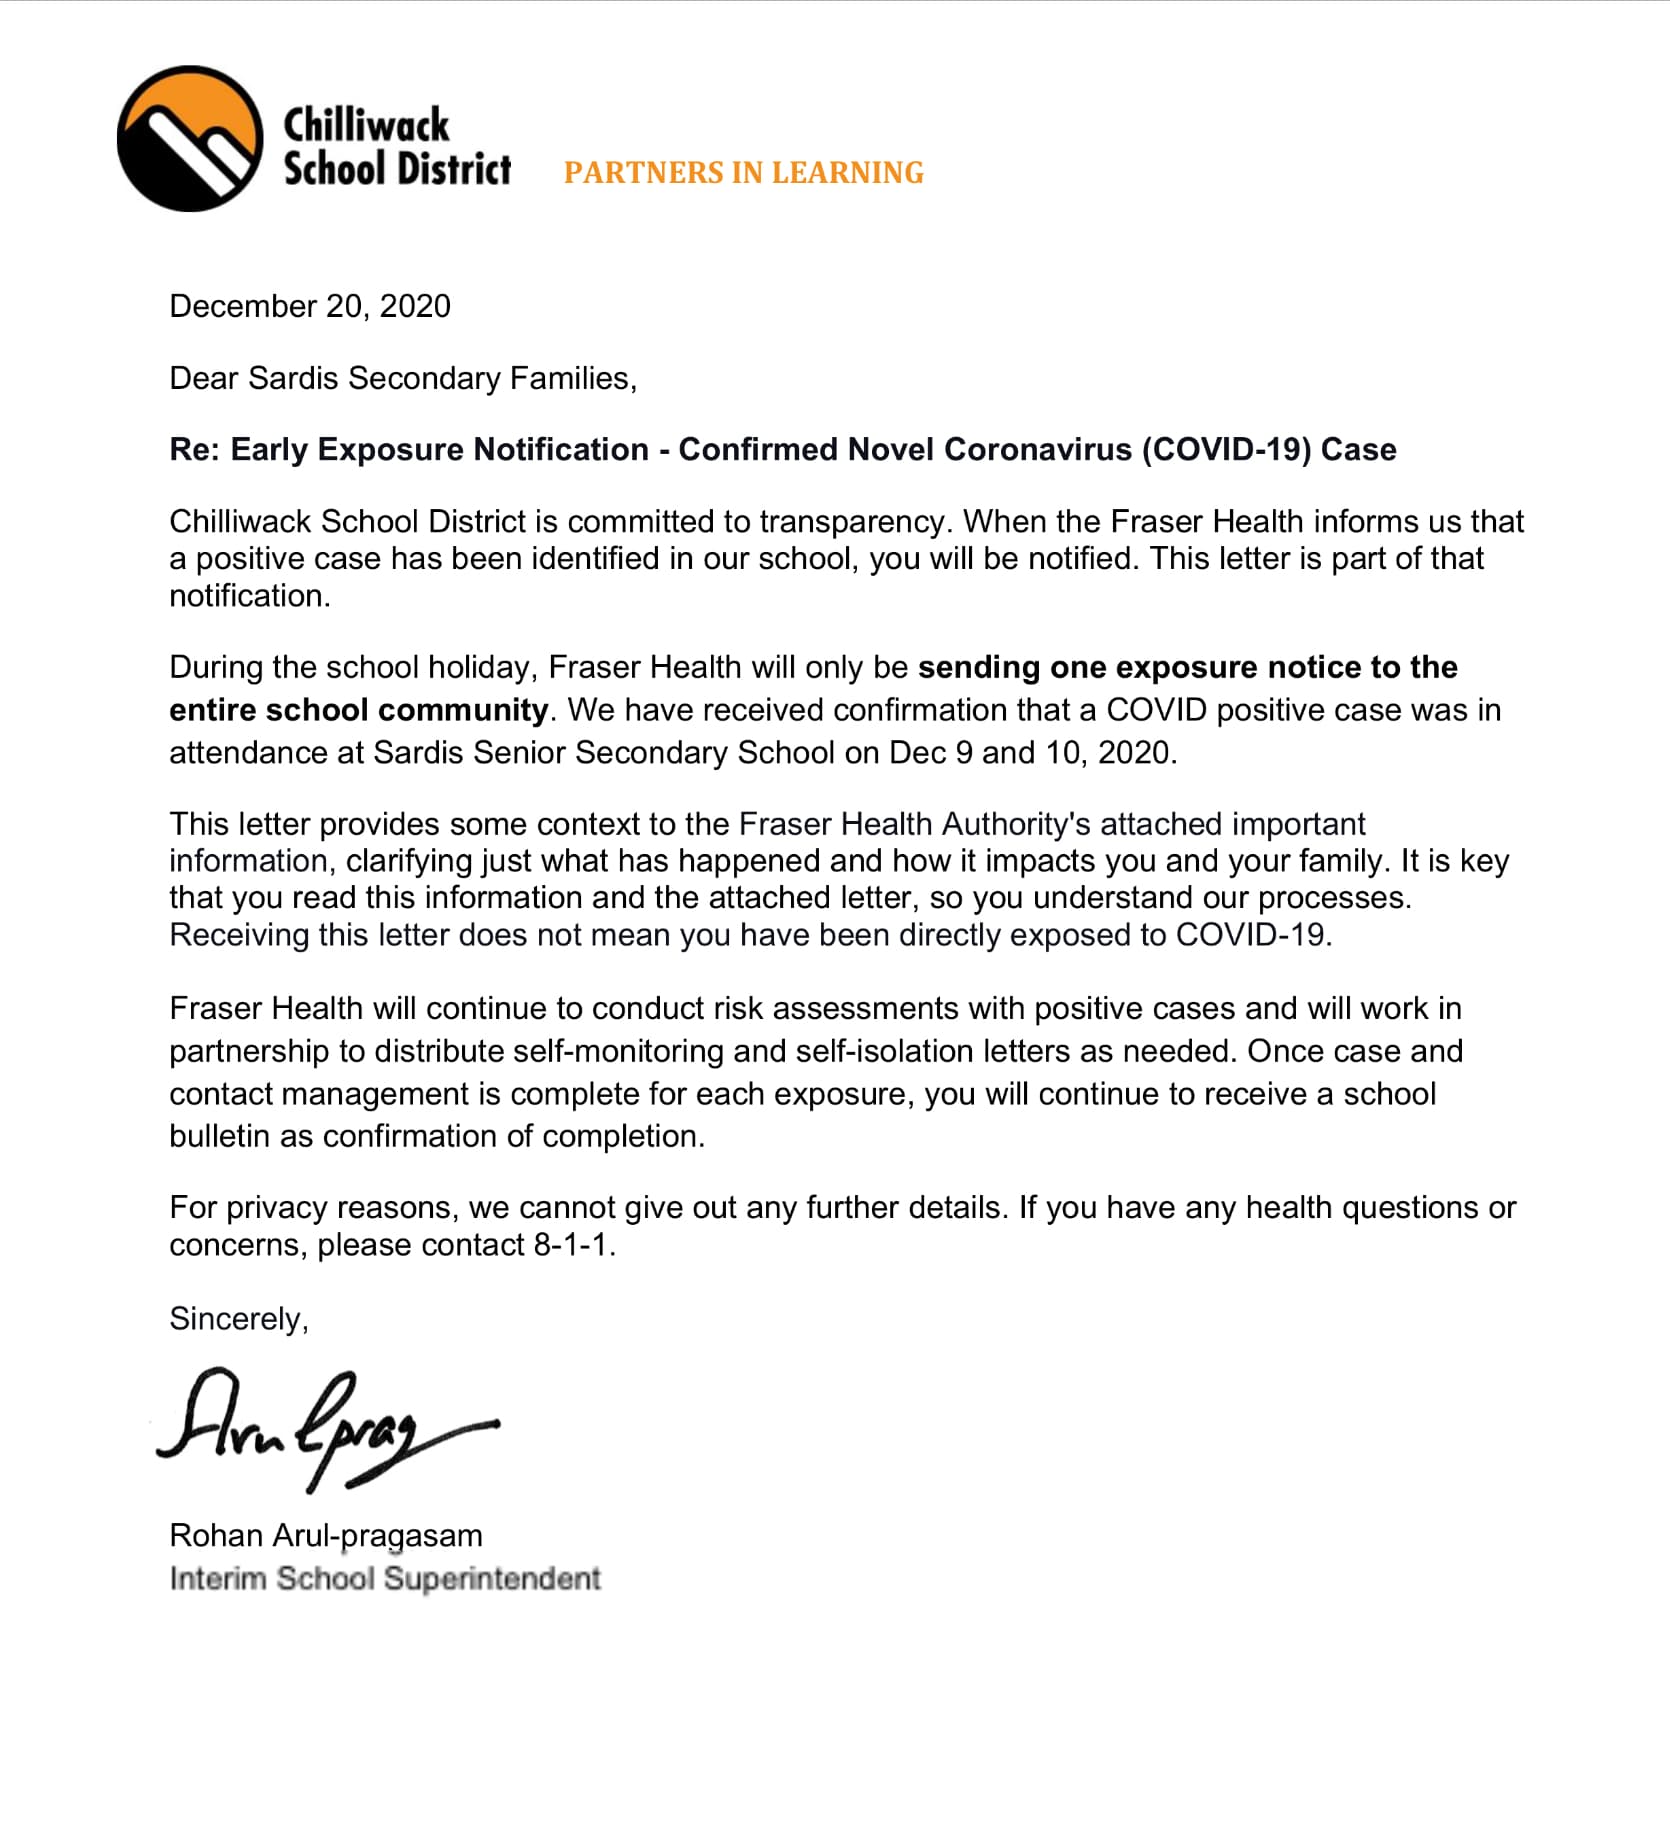 Chilliwack
School District PARTNERS IN LEARNING
December 20, 2020
Dear Sardis Secondary Families,
Re: Early Exposure Notification - Confirmed Novel Coronavirus (COVID-19) Case
Chilliwack School District is committed to transparency. When the Fraser Health informs us that
a positive case has been identified in our school, you will be notified. This letter is part of that
notification.
During the school holiday, Fraser Health will only be sending one exposure notice to the
entire school community. We have received confirmation that a COVID positive case was in
attendance at Sardis Senior Secondary School on Dec 9 and 10, 2020.
This letter provides some context to the Fraser Health Authority's attached important
information, clarifying just what has happened and how it impacts you and your family. It is key
that you read this information and the attached letter, so you understand our processes.
Receiving this letter does not mean you have been directly exposed to COVID-19.
Fraser Health will continue to conduct risk assessments with positive cases and will work in
partnership to distribute self-monitoring and self-isolation letters as needed. Once case and
contact management is complete for each exposure, you will continue to receive a school
bulletin as confirmation of completion.
For privacy reasons, we cannot give out any further details. If you have any health questions or
concerns, please contact 8-1-1.
Sincerely,
Arulprag
Rohan Arul-pragasam
Interim School Superintendent